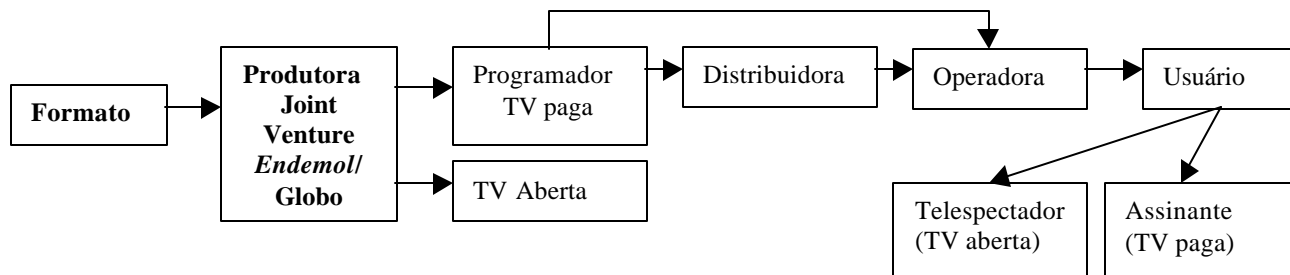 Formato
Produtora
Joint
Venture
Endemol/
Globo
Programador
TV paga
TV Aberta
Distribuidora
Operadora
Usuário
Telespectador
(TV aberta)
Assinante
(TV paga)